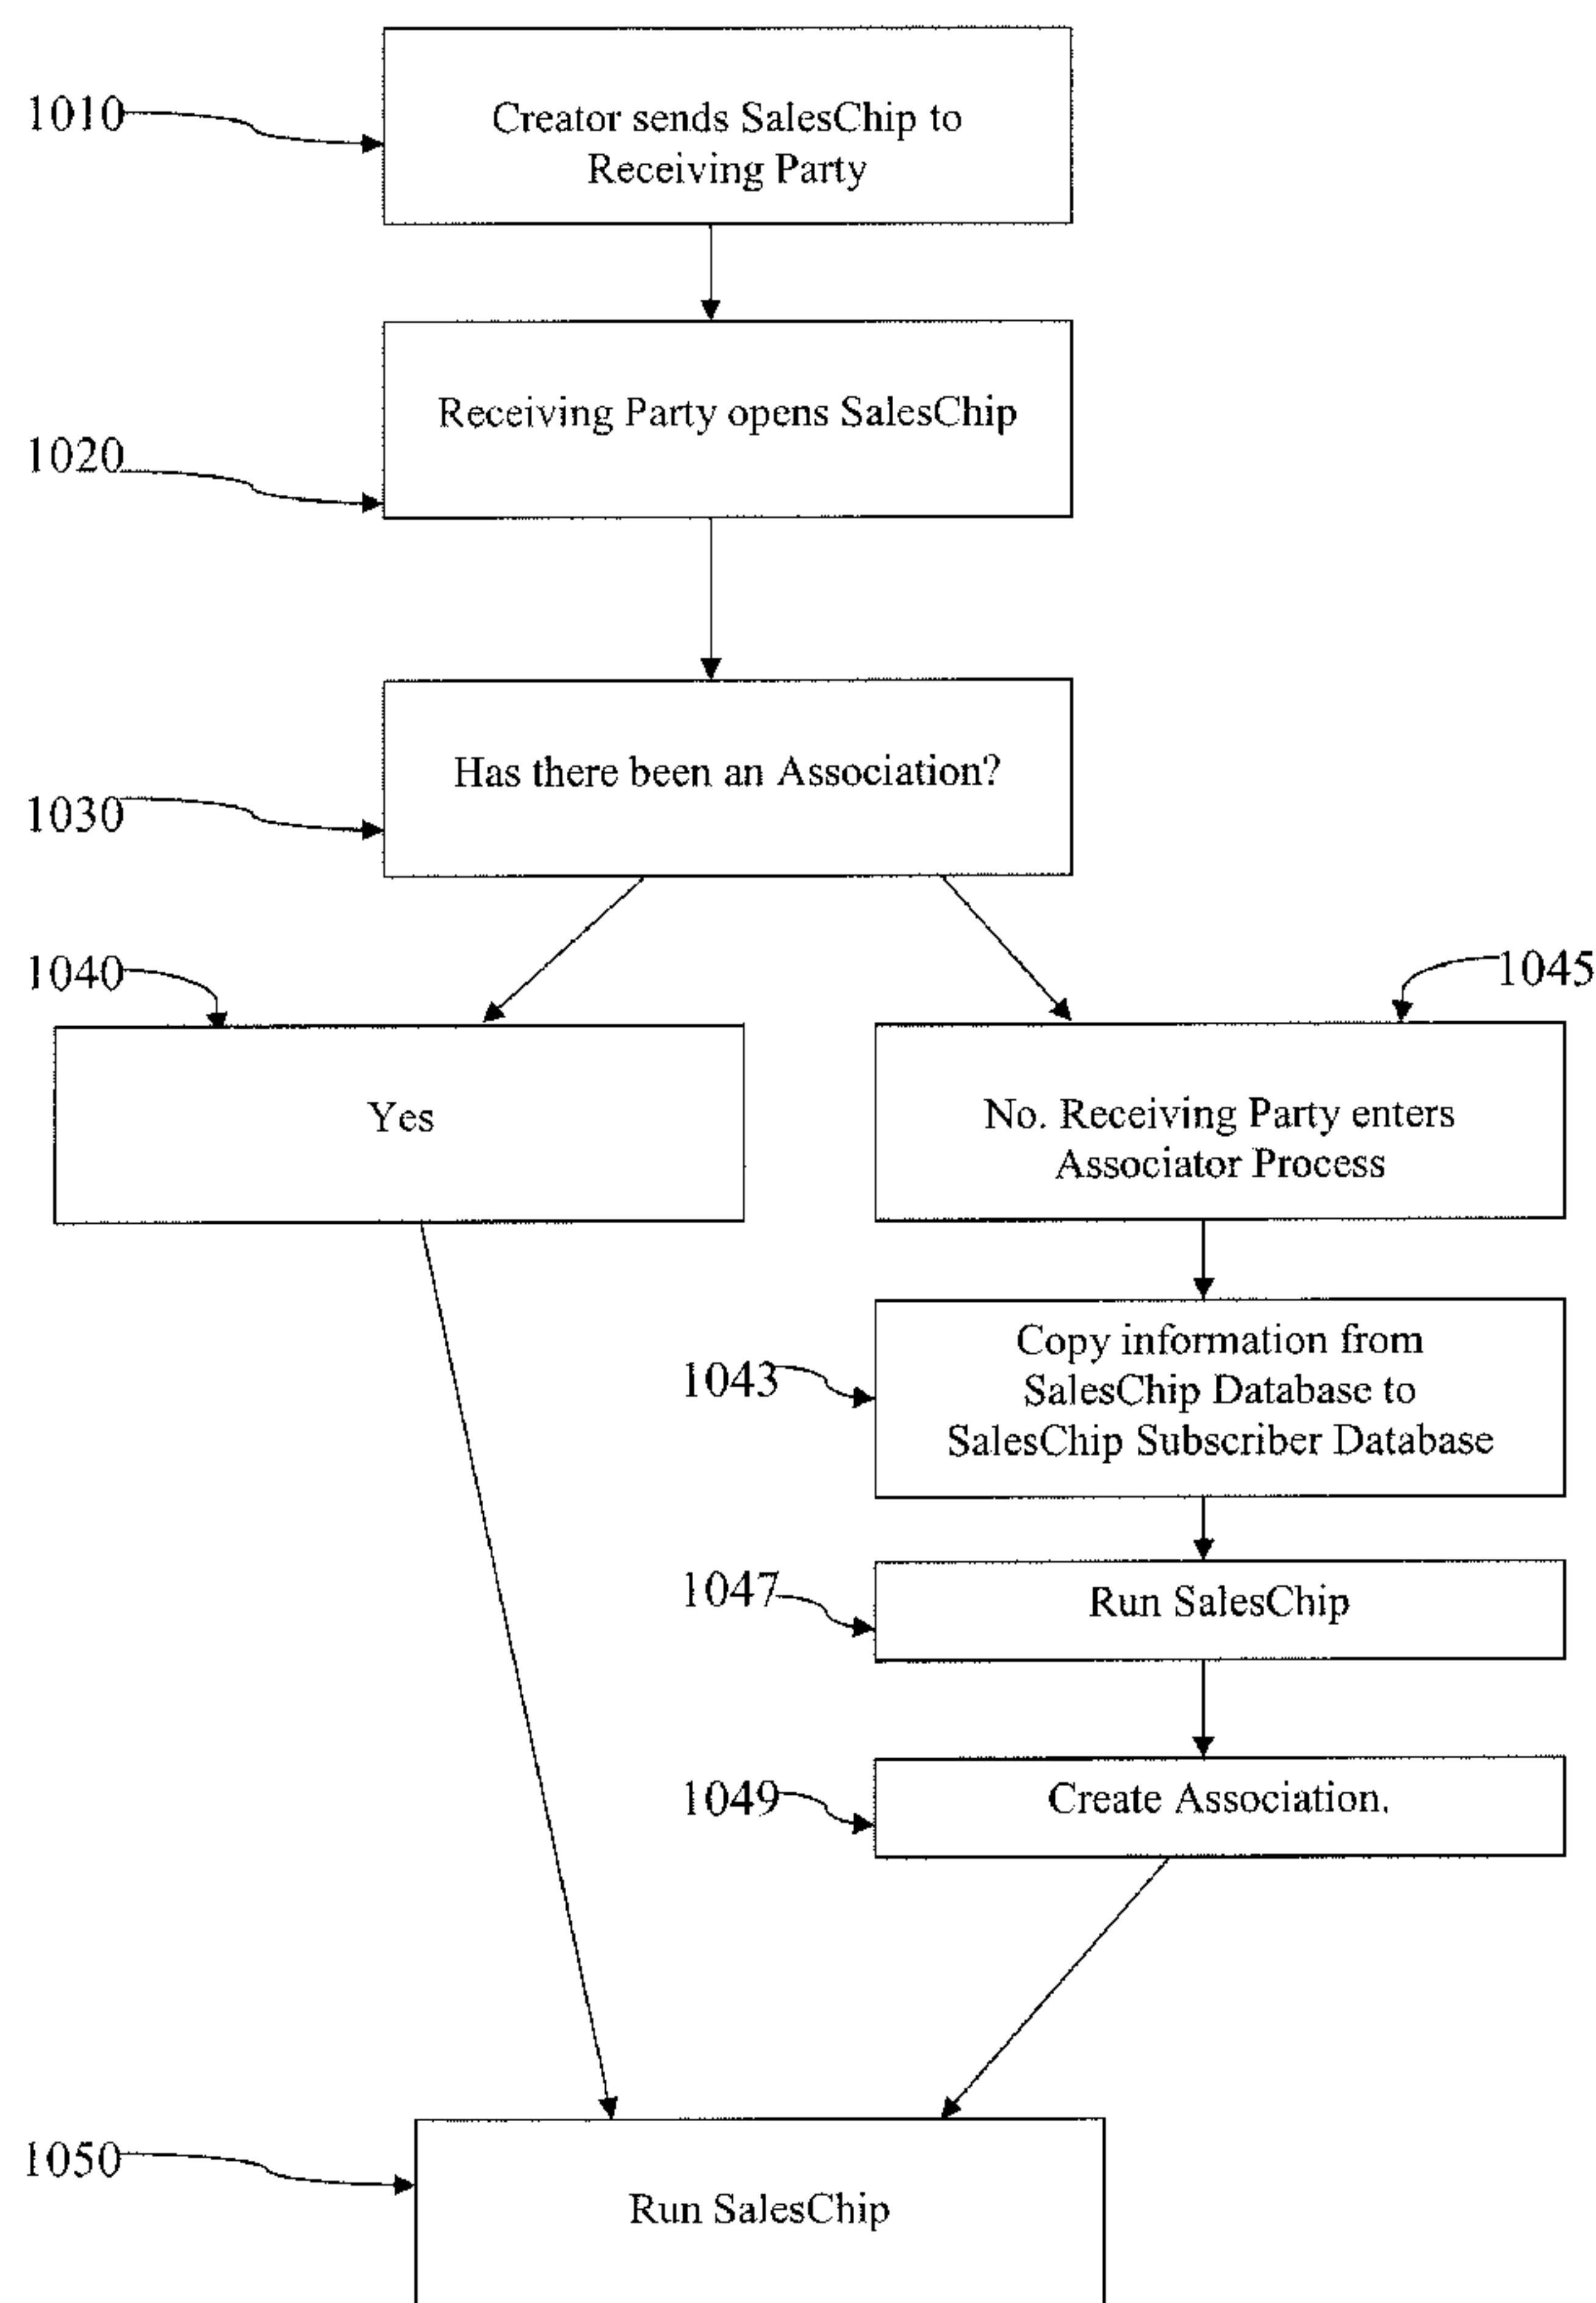 1010
Creator sends SalesChip to
Receiving Party
Receiving Party opens SalesChip
1020
Has there been an Association?
1030
1040
1045
Yes
No. Receiving Party enters
Associator Process
Copy information from
SalesChip Database to
SalesChip Subscriber Database
1043
1047
Run SalesChip
1049
Create Association.
1050
Run SalesChip